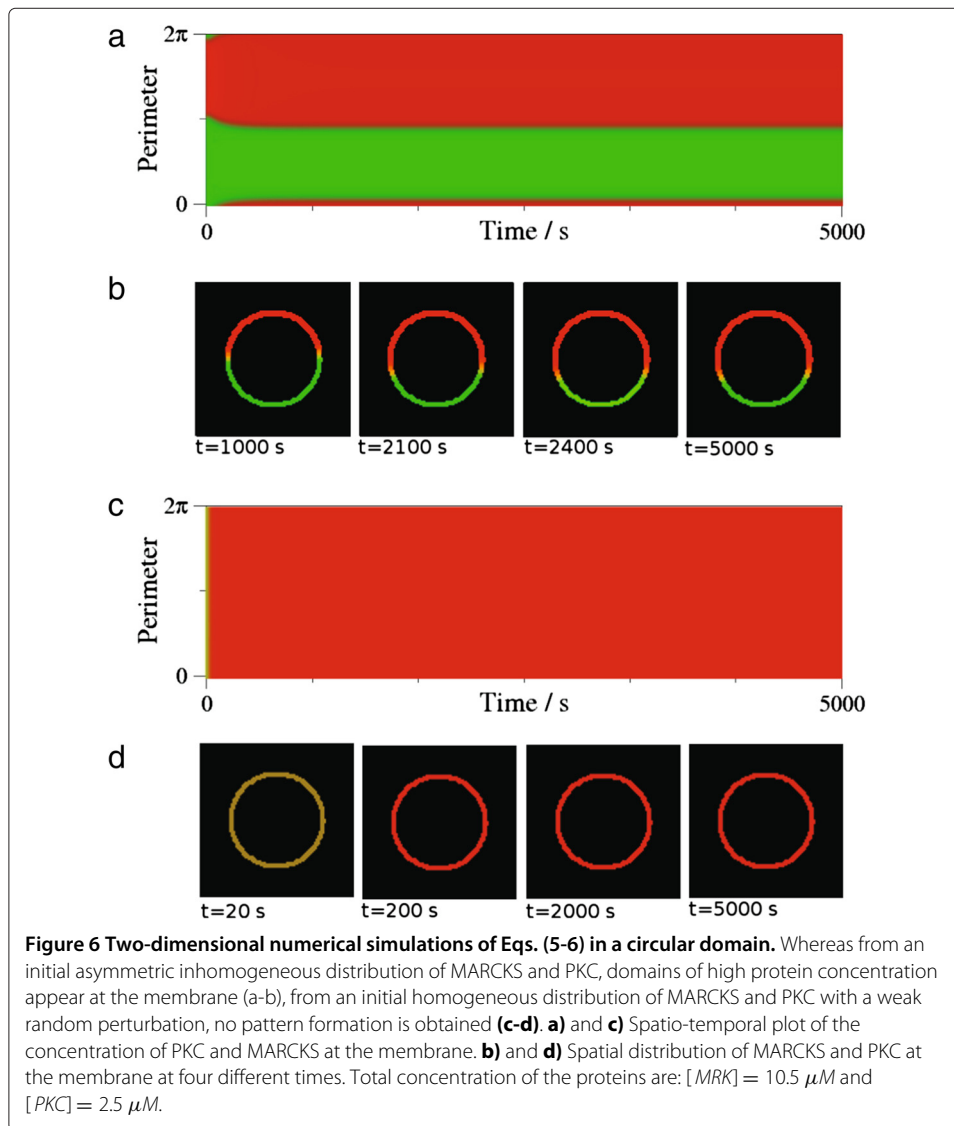 a
2π
Perimeter
0
0
5000
Time / s
b
t=1000 s
t=2100 s
t=2400 s
t=5000 s
c
2π
Perimeter
0
0
5000
Time / s
d
t=20 s
t=200 s
t=2000 s
t=5000 s
Figure 6 Two-dimensional numerical simulations of Eqs. (5-6) in a circular domain. Whereas from an
initial asymmetric inhomogeneous distribution of MARCKS and PKC, domains of high protein concentration
appear at the membrane (a-b), from an initial homogeneous distribution of MARCKS and PKC with a weak
random perturbation, no pattern formation is obtained (c-d). a) and c) Spatio-temporal plot of the
concentration of PKC and MARCKS at the membrane. b) and d) Spatial distribution of MARCKS and PKC at
the membrane at four different times. Total concentration of the proteins are: [MRK] = 10.5 μM and
[PKC] = 2.5 μM.